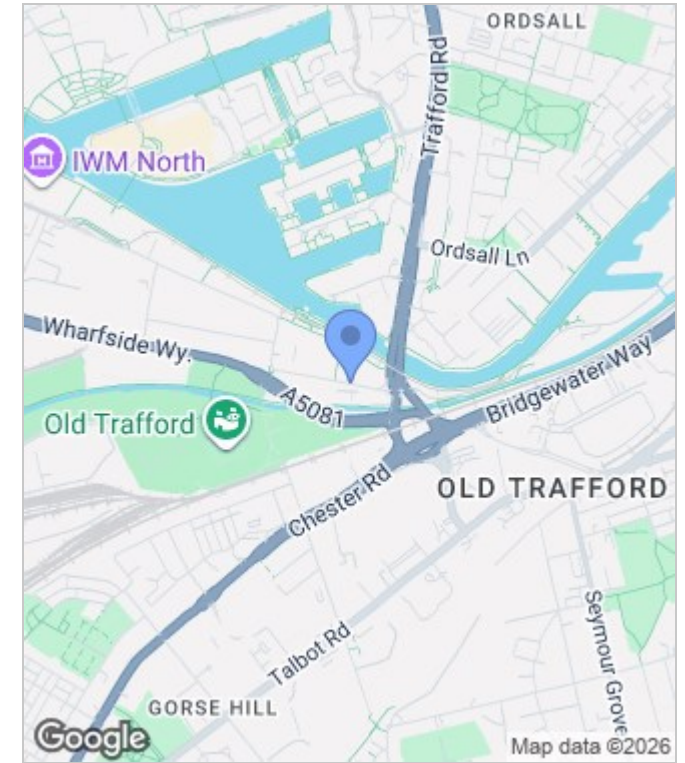 ORDSALL
Trafford Rd
IWM North
Ordsall Ln
Wharfside Wy.
A5081
Bridgewater Way
Old Trafford
OLD TRAFFORD
Chester Rd
Talbot Rd
Seymour Grove
GORSE HILL
Google
Map data ©2026